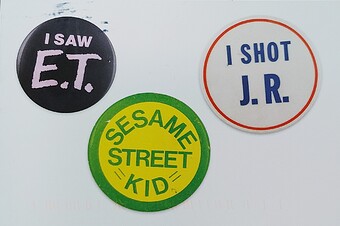 I SAW
E.T.
I SHOT
J.R.
SESAME
STREET
KID